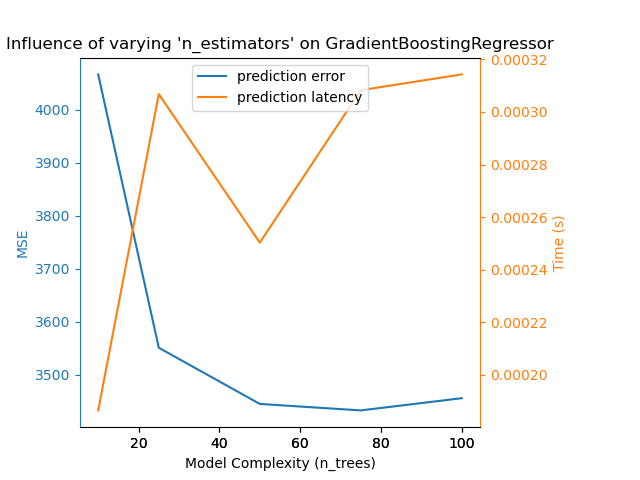 Influence of varying 'n_estimators' on GradientBoostingRegressor
prediction error
prediction latency
MSE
4000
3900
3800
3700
3600
3500
0.00032
0.00030
0.00028
0.00026
0.00024
0.00022
0.00020
Time (s)
20 40 60 80 100
Model Complexity (n_trees)